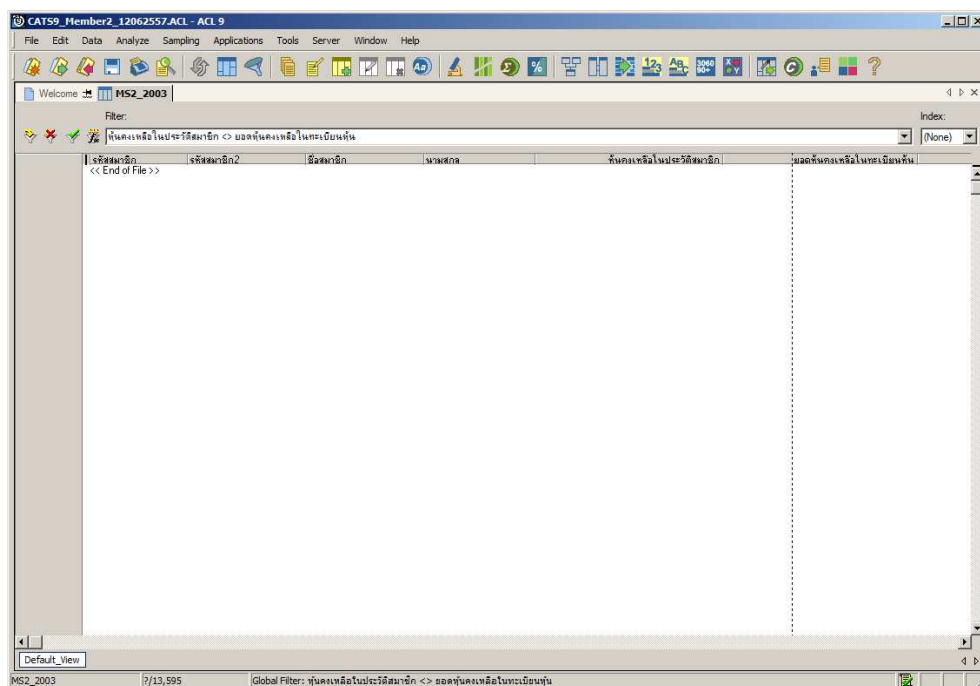 CATS9_Member2_12062557.ACL - ACL 9
File Edit Data Analyze Sampling Applications Tools Server Window Help
Welcome MS2_2003
Filter: Index:
หุ้นคงเหลือในประวัติสมาชิก <> ยอดหุ้นคงเหลือในทะเบียนหุ้น (None)
รหัสสมาชิก รหัสสมาชิก2 ชื่อสมาชิก นามสกุล หุ้นคงเหลือในประวัติสมาชิก ยอดหุ้นคงเหลือในทะเบียนหุ้น
<< End of File >>
Default_View
MS2_2003 ?/13,595 Global Filter: หุ้นคงเหลือในประวัติสมาชิก <> ยอดหุ้นคงเหลือในทะเบียนหุ้น